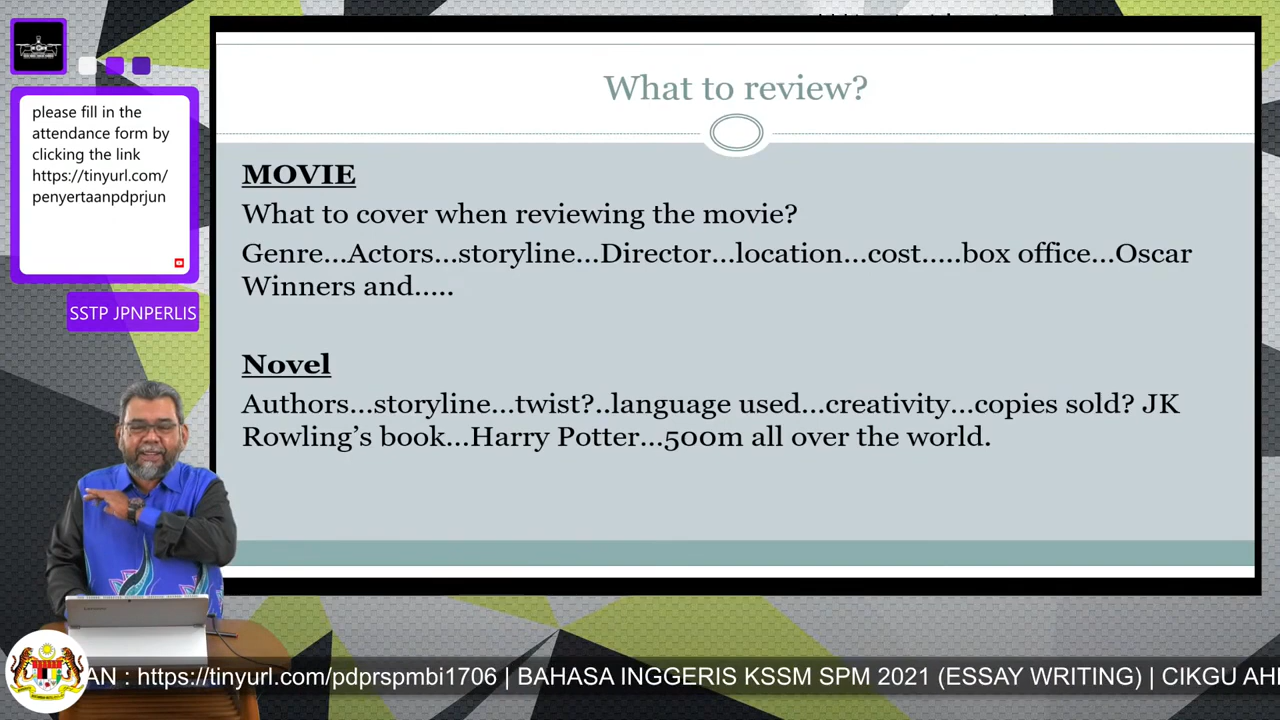 please fill in the
attendance form by
clicking the link
https://tinyurl.com/
penyertaanpdprjun
SSTP JPNPERLIS
What to review?
MOVIE
What to cover when reviewing the movie?
Genre...Actors...storyline...Director...location...cost.....box office...Oscar
Winners and.....
Novel
Authors...storyline...twist?..language used...creativity...copies sold? JK
Rowling’s book...Harry Potter...500m all over the world.
AN : https://tinyurl.com/pdprspmbi1706 | BAHASA INGGERIS KSSM SPM 2021 (ESSAY WRITING) | CIKGU AH